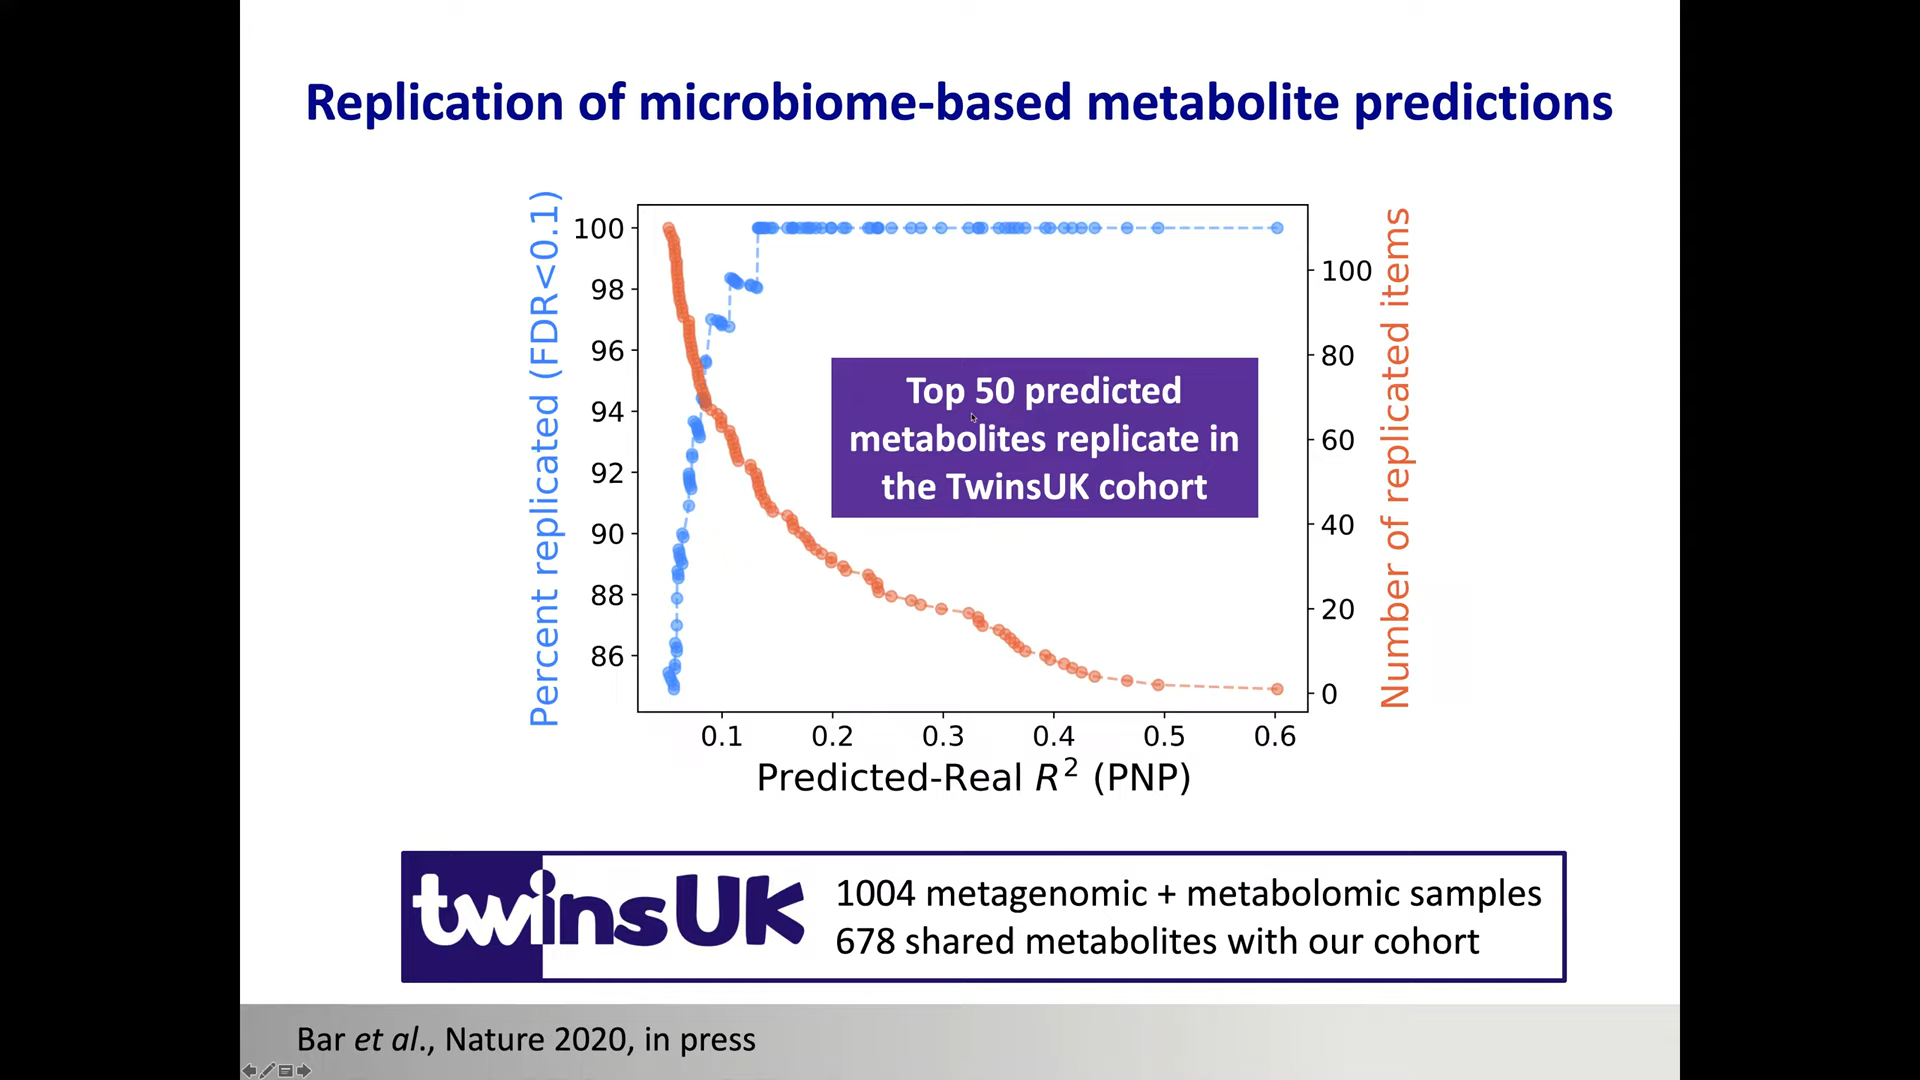 Replication of microbiome-based metabolite predictions
Percent replicated (FDR<0.1)
100
98
96
94
92
90
88
86
Top 50 predicted
metabolites replicate in
the TwinsUK cohort
100
80
60
40
20
0
Number of replicated items
0.1 0.2 0.3 0.4 0.5 0.6
Predicted-Real R² (PNP)
twinsUK
1004 metagenomic + metabolomic samples
678 shared metabolites with our cohort
Bar et al., Nature 2020, in press